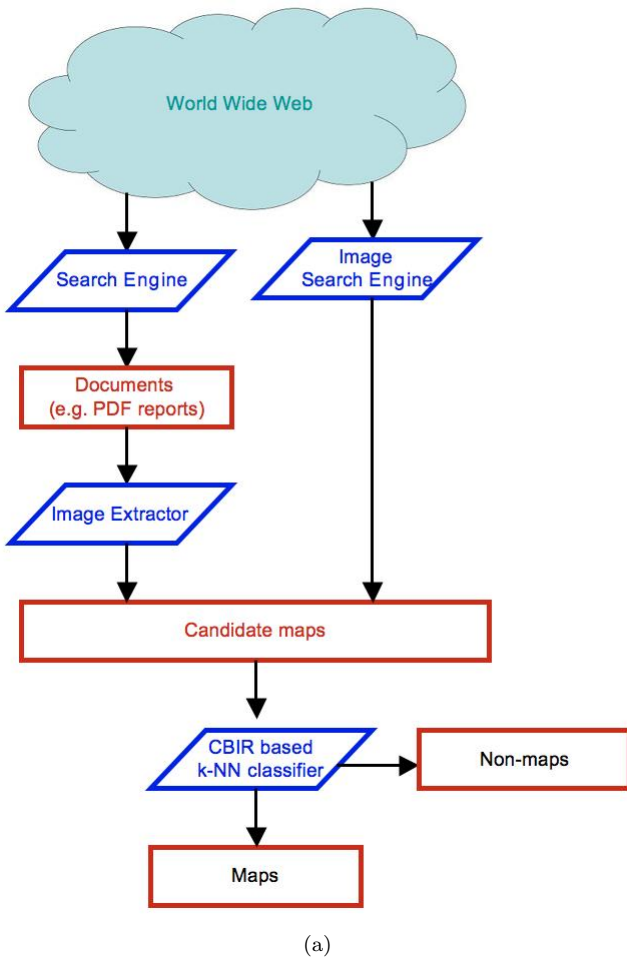 World Wide Web
Search Engine
Image
Search Engine
Documents
(e.g. PDF reports)
Image Extractor
Candidate maps
CBIR based
k-NN classifier
Non-maps
Maps
(a)